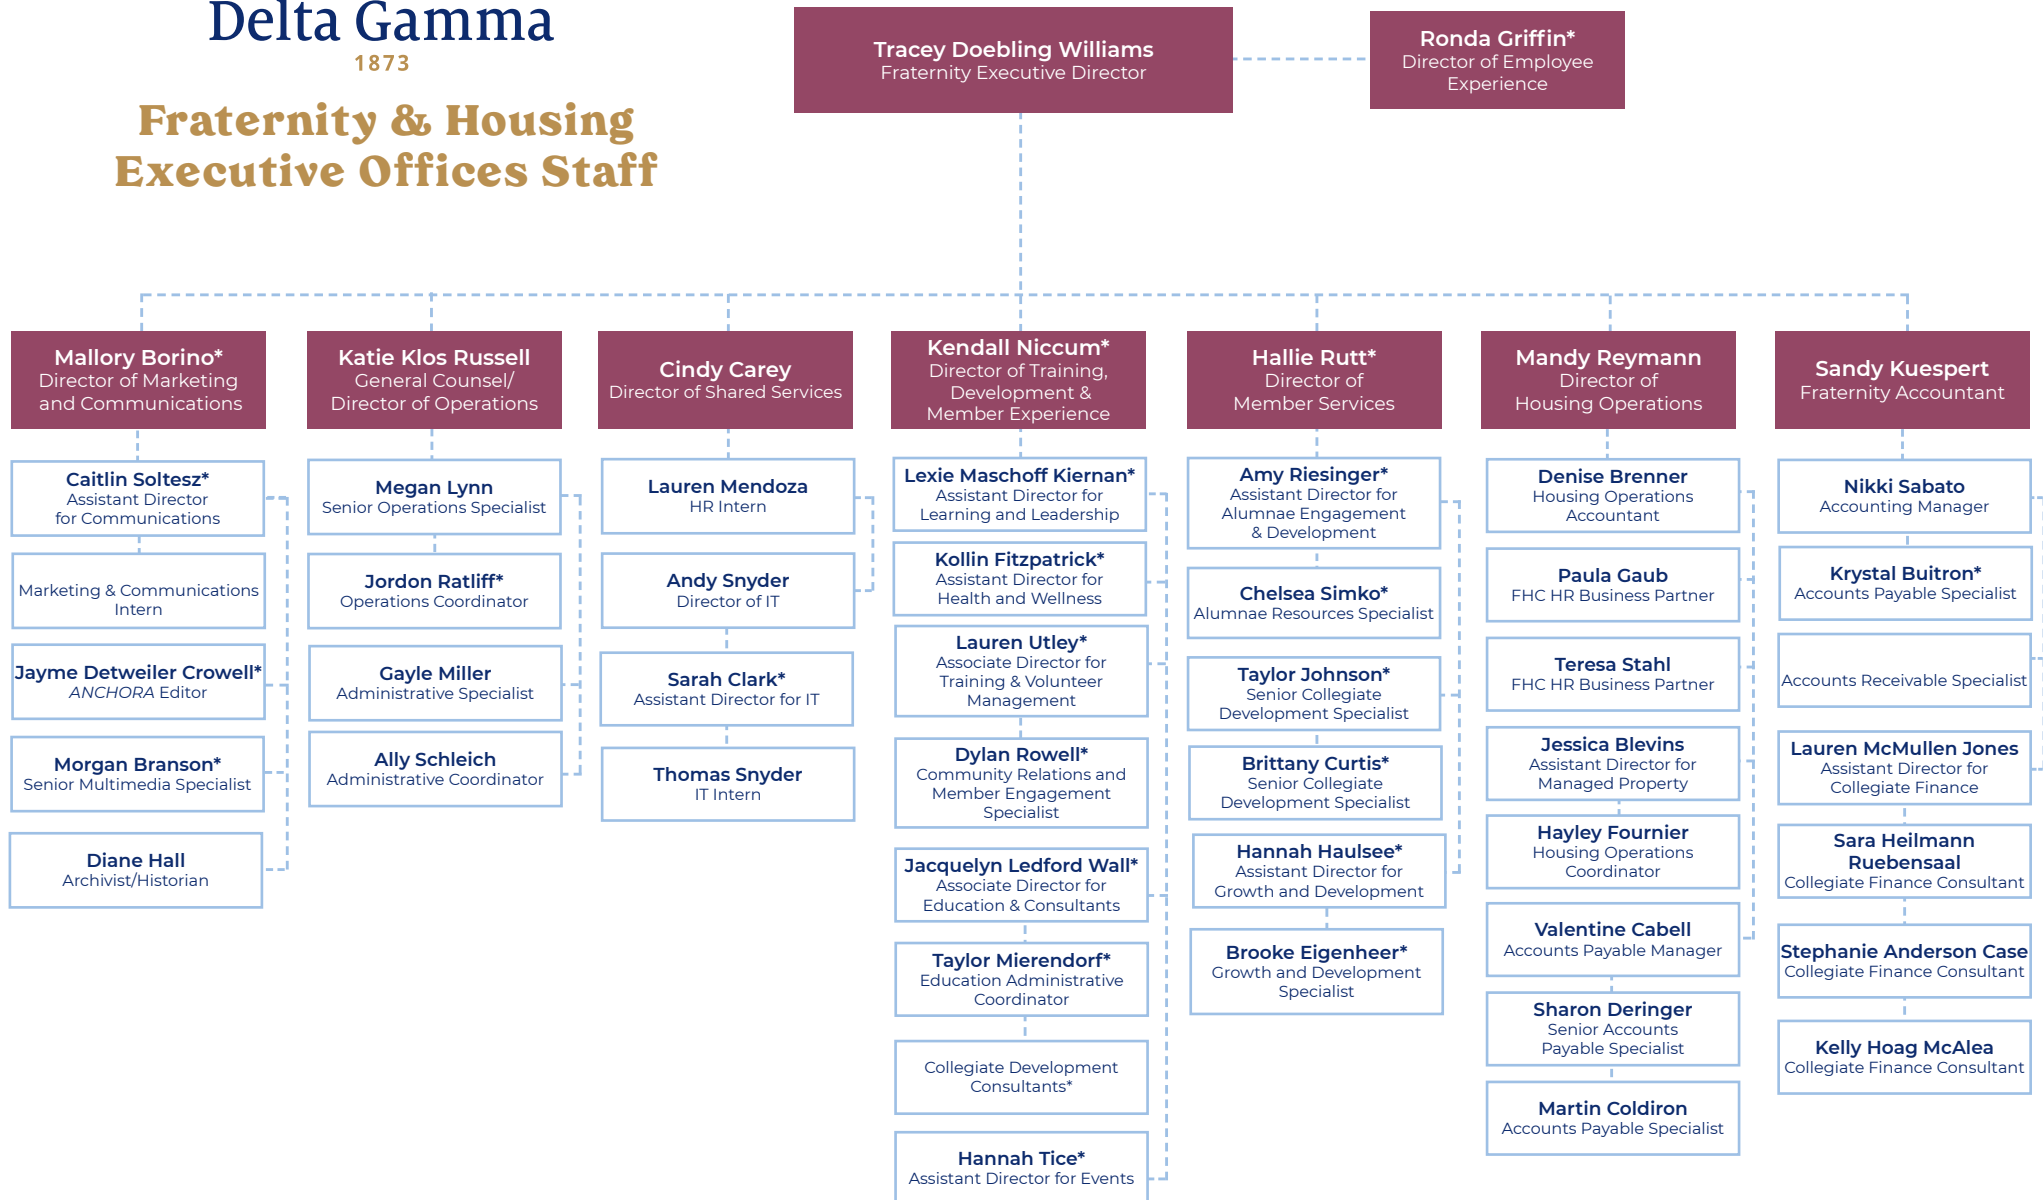 Delta Gamma
1873
Fraternity & Housing
Executive Offices Staff
Tracey Doebling Williams
Fraternity Executive Director
Ronda Griffin*
Director of Employee
Experience
Mallory Borino*
Director of Marketing
and Communications
Caitlin Soltesz*
Assistant Director
for Communications
Marketing & Communications
Intern
Jayme Detweiler Crowell*
ANCHORA Editor
Morgan Branson*
Senior Multimedia Specialist
Diane Hall
Archivist/Historian
Katie Klos Russell
General Counsel/
Director of Operations
Megan Lynn
Senior Operations Specialist
Jordon Ratliff*
Operations Coordinator
Gayle Miller
Administrative Specialist
Ally Schleich
Administrative Coordinator
Cindy Carey
Director of Shared Services
Lauren Mendoza
HR Intern
Andy Snyder
Director of IT
Sarah Clark*
Assistant Director for IT
Thomas Snyder
IT Intern
Kendall Niccum*
Director of Training,
Development &
Member Experience
Lexie Maschoff Kiernan*
Assistant Director for
Learning and Leadership
Kollin Fitzpatrick*
Assistant Director for
Health and Wellness
Lauren Utley*
Associate Director for
Training & Volunteer
Management
Dylan Rowell*
Community Relations and
Member Engagement
Specialist
Jacquelyn Ledford Wall*
Associate Director for
Education & Consultants
Taylor Mierendorf*
Education Administrative
Coordinator
Collegiate Development
Consultants*
Hannah Tice*
Assistant Director for Events
Hallie Rutt*
Director of
Member Services
Amy Riesinger*
Assistant Director for
Alumnae Engagement
& Development
Chelsea Simko*
Alumnae Resources Specialist
Taylor Johnson*
Senior Collegiate
Development Specialist
Brittany Curtis*
Senior Collegiate
Development Specialist
Hannah Haulsee*
Assistant Director for
Growth and Development
Brooke Eigenheer*
Growth and Development
Specialist
Mandy Reymann
Director of
Housing Operations
Denise Brenner
Housing Operations
Accountant
Paula Gaub
FHC HR Business Partner
Teresa Stahl
FHC HR Business Partner
Jessica Blevins
Assistant Director for
Managed Property
Hayley Fournier
Housing Operations
Coordinator
Valentine Cabell
Accounts Payable Manager
Sharon Deringer
Senior Accounts
Payable Specialist
Martin Coldiron
Accounts Payable Specialist
Sandy Kuespert
Fraternity Accountant
Nikki Sabato
Accounting Manager
Krystal Buitron*
Accounts Payable Specialist
Accounts Receivable Specialist
Lauren McMullen Jones
Assistant Director for
Collegiate Finance
Sara Heilmann
Ruebensaal
Collegiate Finance Consultant
Stephanie Anderson Case
Collegiate Finance Consultant
Kelly Hoag McAlea
Collegiate Finance Consultant